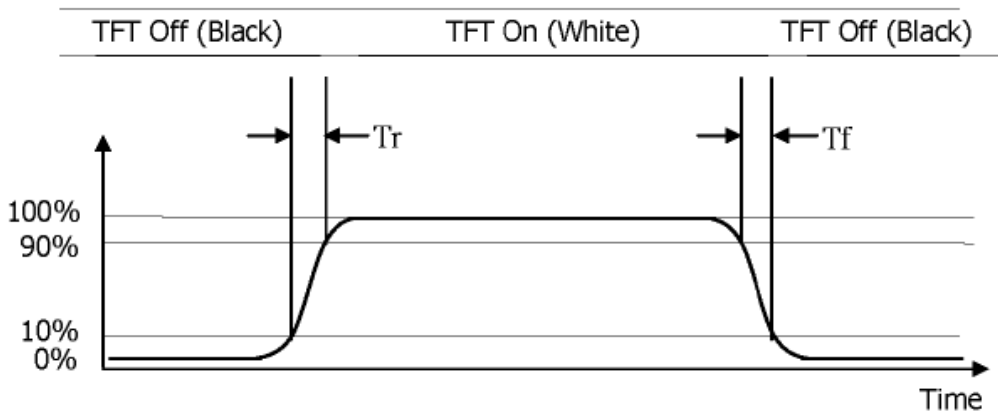 TFT Off (Black) TFT On (White) TFT Off (Black)
Tr Tf
100%
90%
10%
0%
Time